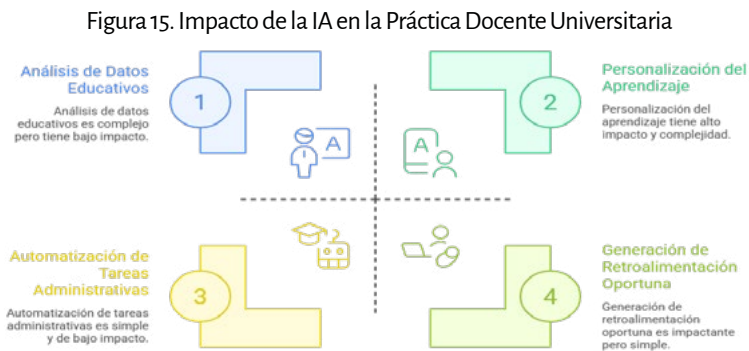 Figura 15. Impacto de la IA en la Práctica Docente Universitaria
Análisis de Datos
Educativos
Análisis de datos
educativos es complejo
pero tiene bajo impacto.
1
A
2
Personalización del
Aprendizaje
Personalización del
aprendizaje tiene alto
impacto y complejidad.
A
Automatización de
Tareas
Administrativas
Automatización de tareas
administrativas es simple
y de bajo impacto.
3
4
Generación de
Retroalimentación
Oportuna
Generación de
retroalimentación
oportuna es impactante
pero simple.